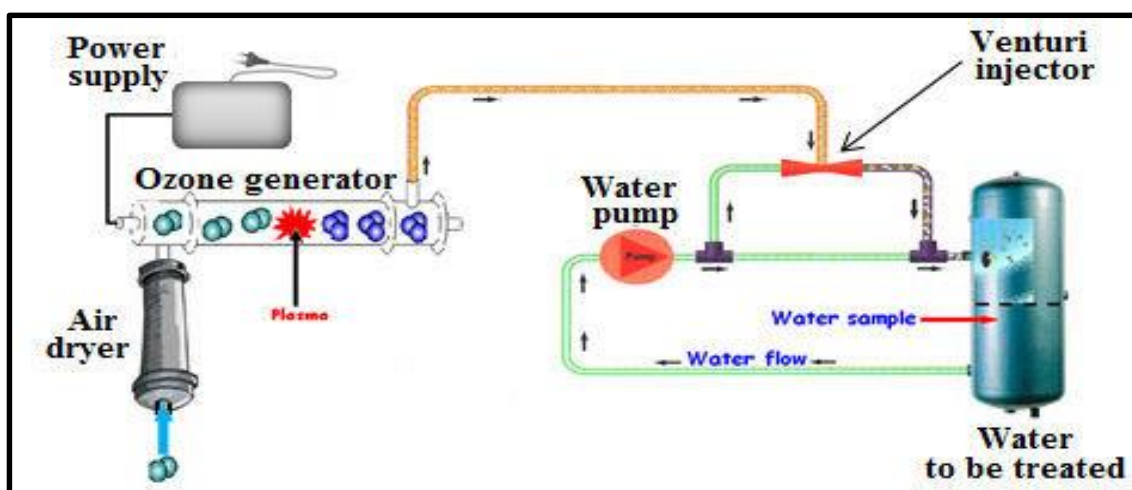 Power
supply
Venturi
injector
Ozone generator
Water
pump
Pump
Plasma
Air
dryer
Water sample
Water flow
Water
to be treated